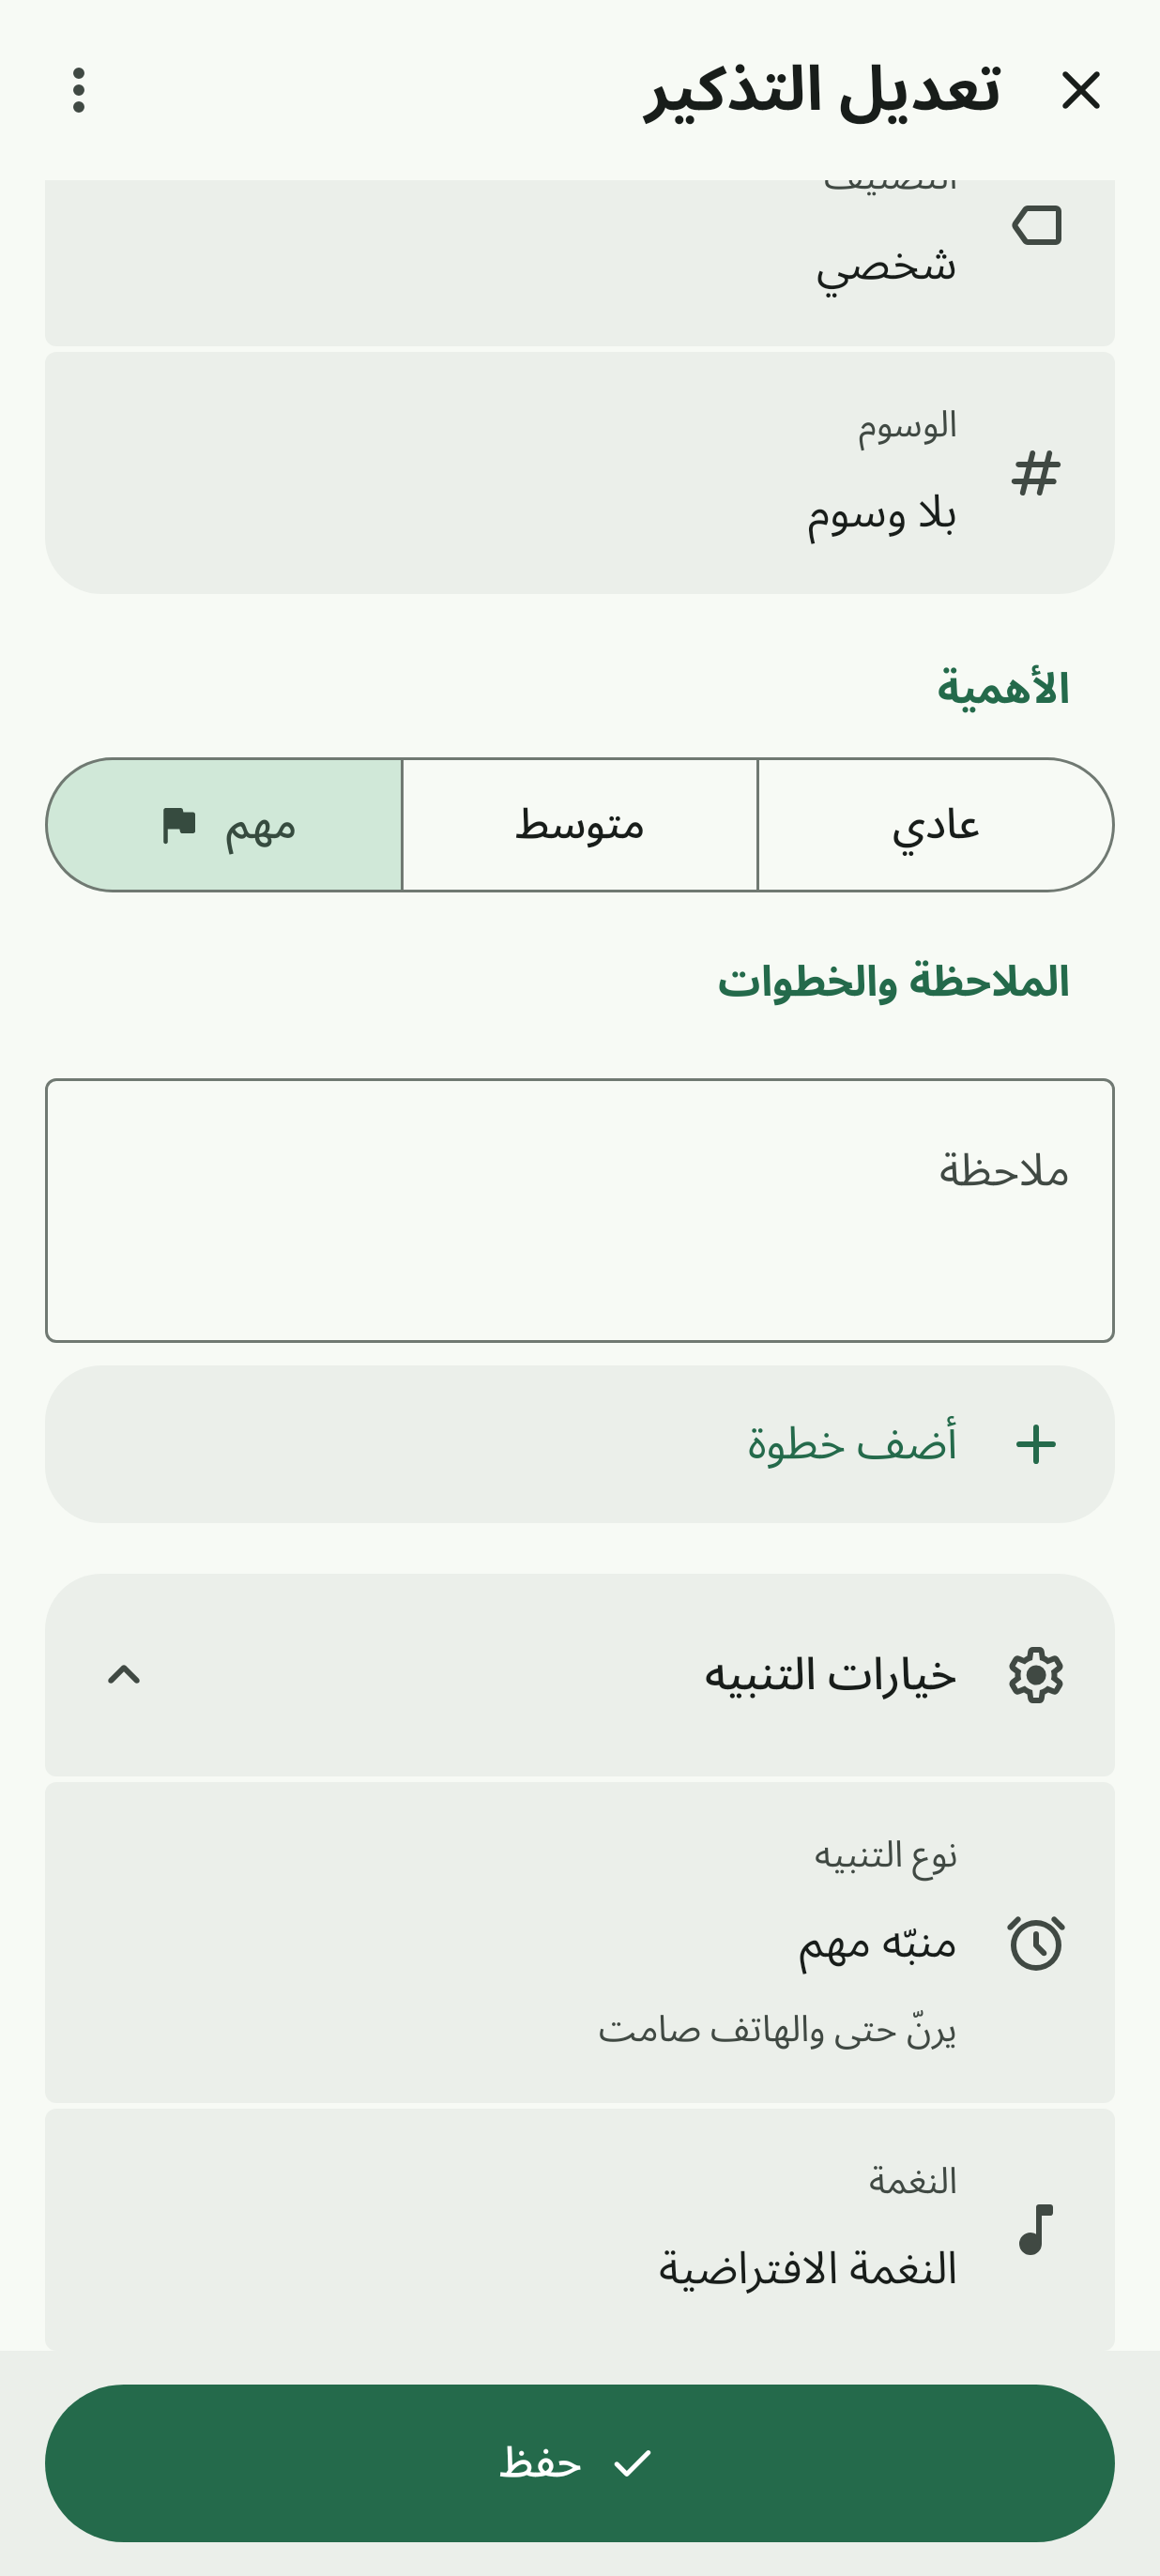 تعديل التذكير
شخصي
الوسوم
بلا وسوم
الأهمية
عادي
متوسط
مهم
الملاحظة والخطوات
ملاحظة
أضف خطوة
خيارات التنبيه
نوع التنبيه
منبّه مهم
يرنّ حتى والهاتف صامت
النغمة
النغمة الافتراضية
حفظ